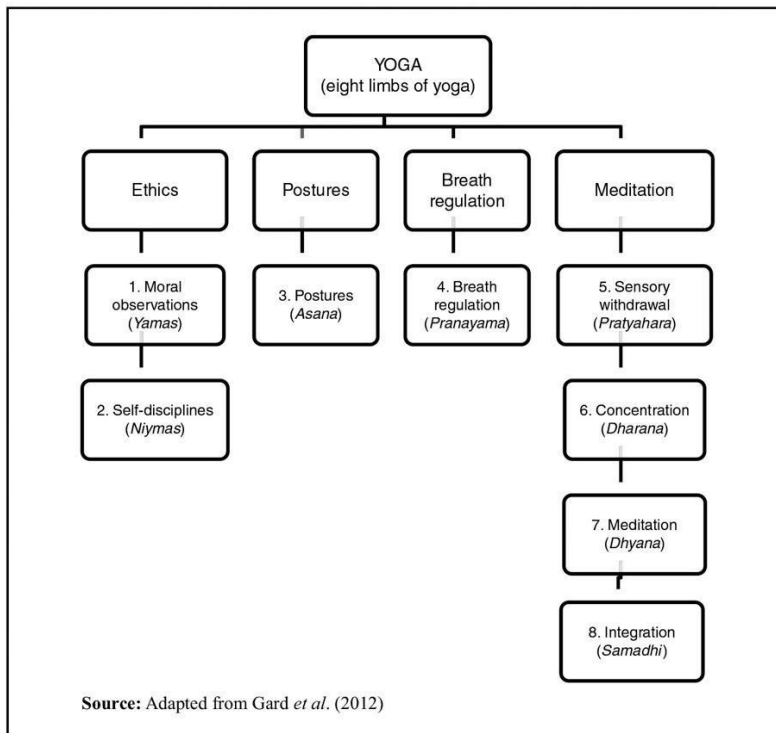 YOGA
(eight limbs of yoga)
Ethics
Postures
Breath
regulation
Meditation
1. Moral
observations
(Yamas)
3. Postures
(Asana)
4. Breath
regulation
(Pranayama)
5. Sensory
withdrawal
(Pratyahara)
2. Self-disciplines
(Niymas)
6. Concentration
(Dharana)
7. Meditation
(Dhyana)
8. Integration
(Samadhi)
Source: Adapted from Gard et al. (2012)